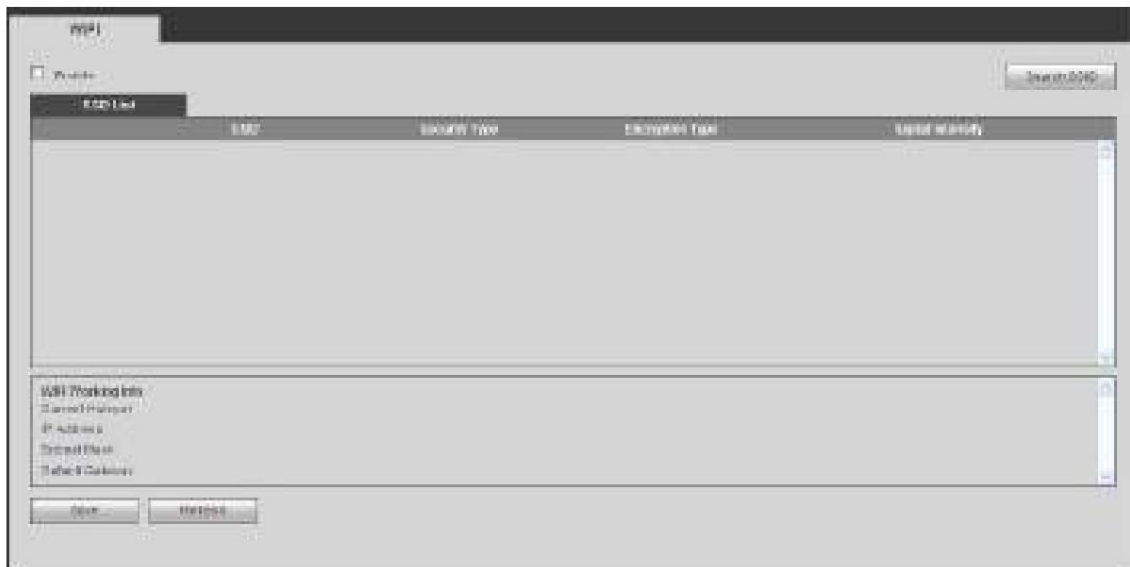 WIFI
Enable
Search SSID
SSID List
SSID Security Type Encryption Type Signal Intensity
WIFI Working Info
Current Hotspot
IP Address
Subnet Mask
Default Gateway
Save Refresh